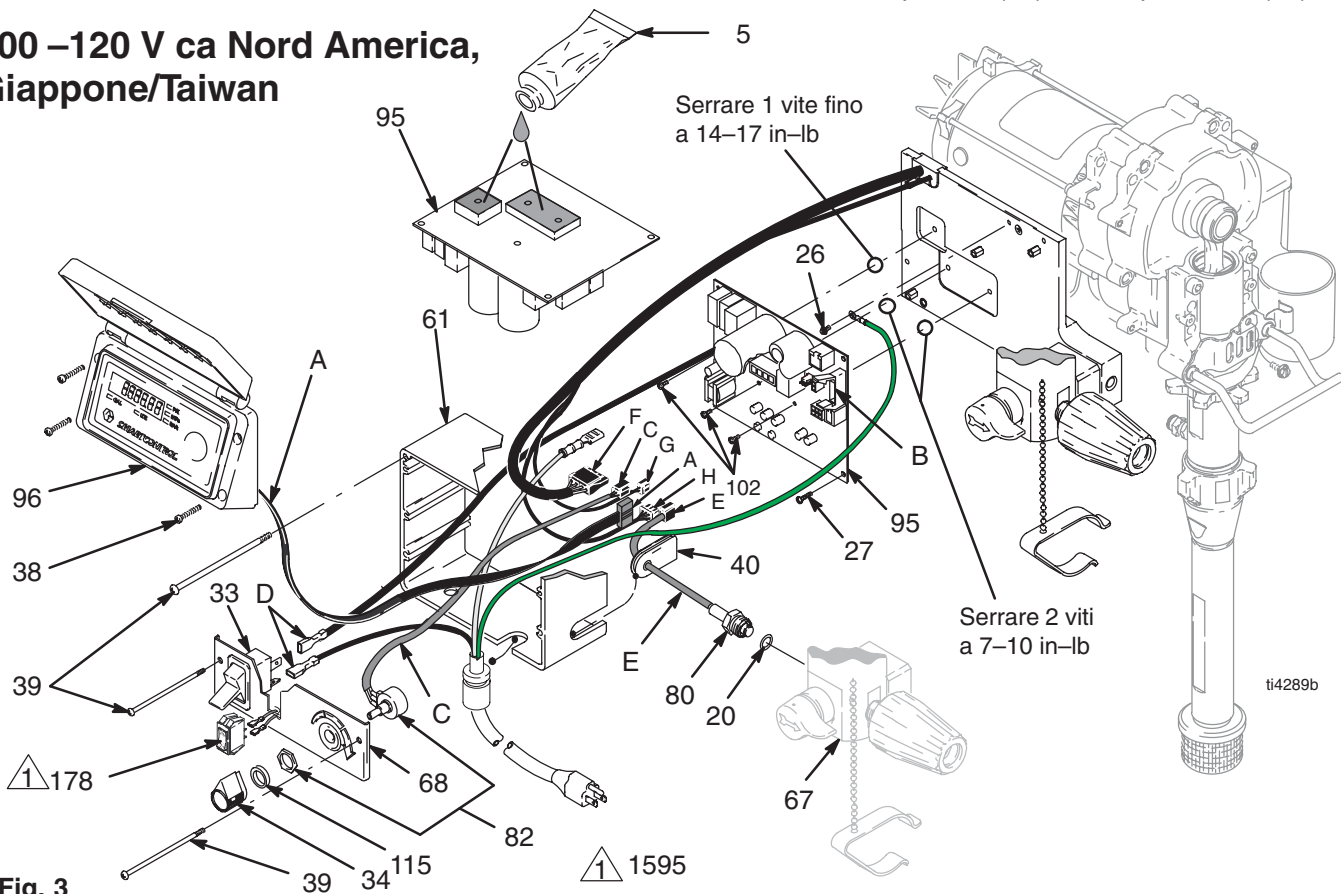 00 –120 V ca Nord America,
Giappone/Taiwan
5
95
Serrare 1 vite fino
a 14–17 in–lb
26
61
A
F
C
G
A
H
102
E
B
95
27
96
38
33
D
40
E
80
20
Serrare 2 viti
a 7–10 in–lb
ti4289b
39
C
67
1 178
68
82
34
115
39
1 1595
Fig. 3